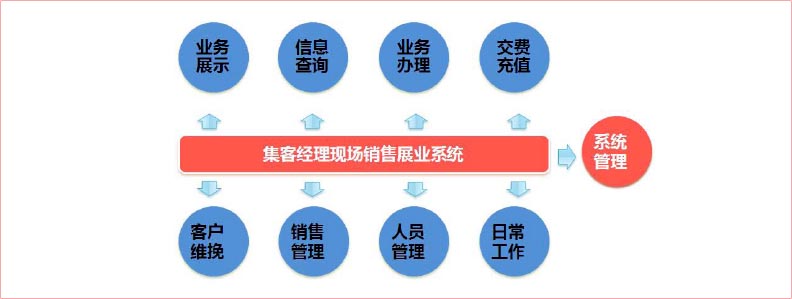 业务
展示
信息
查询
业务
办理
交费
充值
集客经理现场销售展业系统
系统
管理
客户
维挽
销售
管理
人员
管理
日常
工作